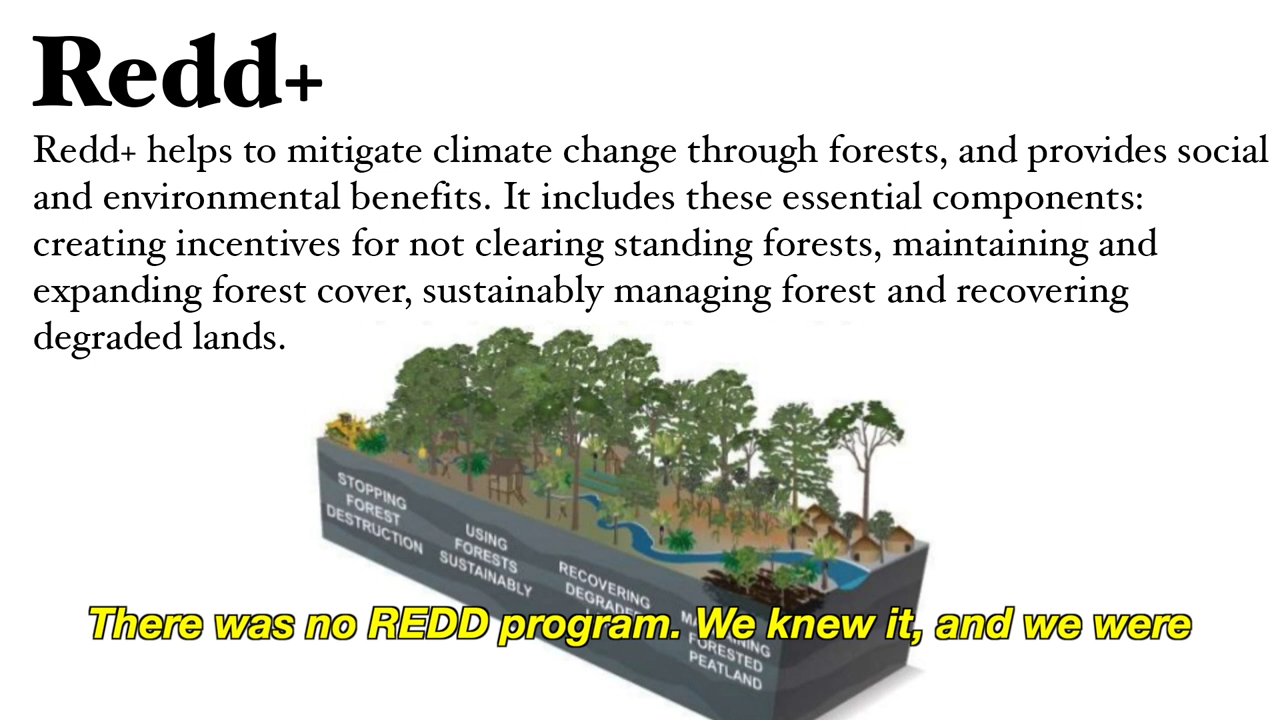 Redd+
Redd+ helps to mitigate climate change through forests, and provides social
and environmental benefits. It includes these essential components:
creating incentives for not clearing standing forests, maintaining and
expanding forest cover, sustainably managing forest and recovering
degraded lands.
STOPPING
FOREST
DESTRUCTION
USING
FORESTS
SUSTAINABLY
RECOVERING
DEGRADED
FORESTED
PEATLAND
There was no REDD program. We knew it, and we were